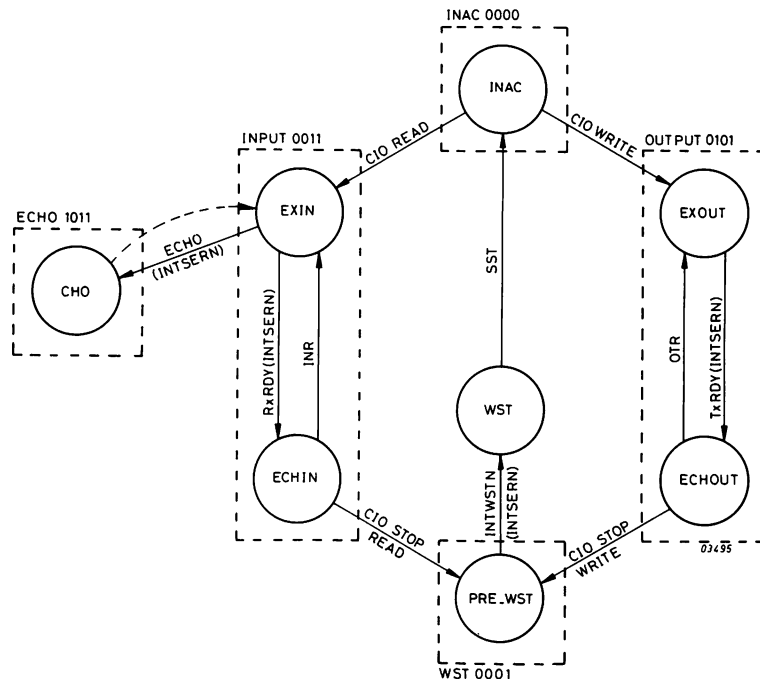 INAC 0000
INAC
CIO READ
CIO WRITE
INPUT 0011
OUTPUT 0101
EXIN
EXOUT
ECHO 1011
ECHO
(INTSERN)
CHO
SST
RxRDY(INTSERN)
INR
OTR
TxRDY(INTSERN)
WST
ECHIN
ECHOUT
INTWSTN
(INTSERN)
CIO STOP
READ
CIO STOP
WRITE
03495
PRE_WST
WST 0001